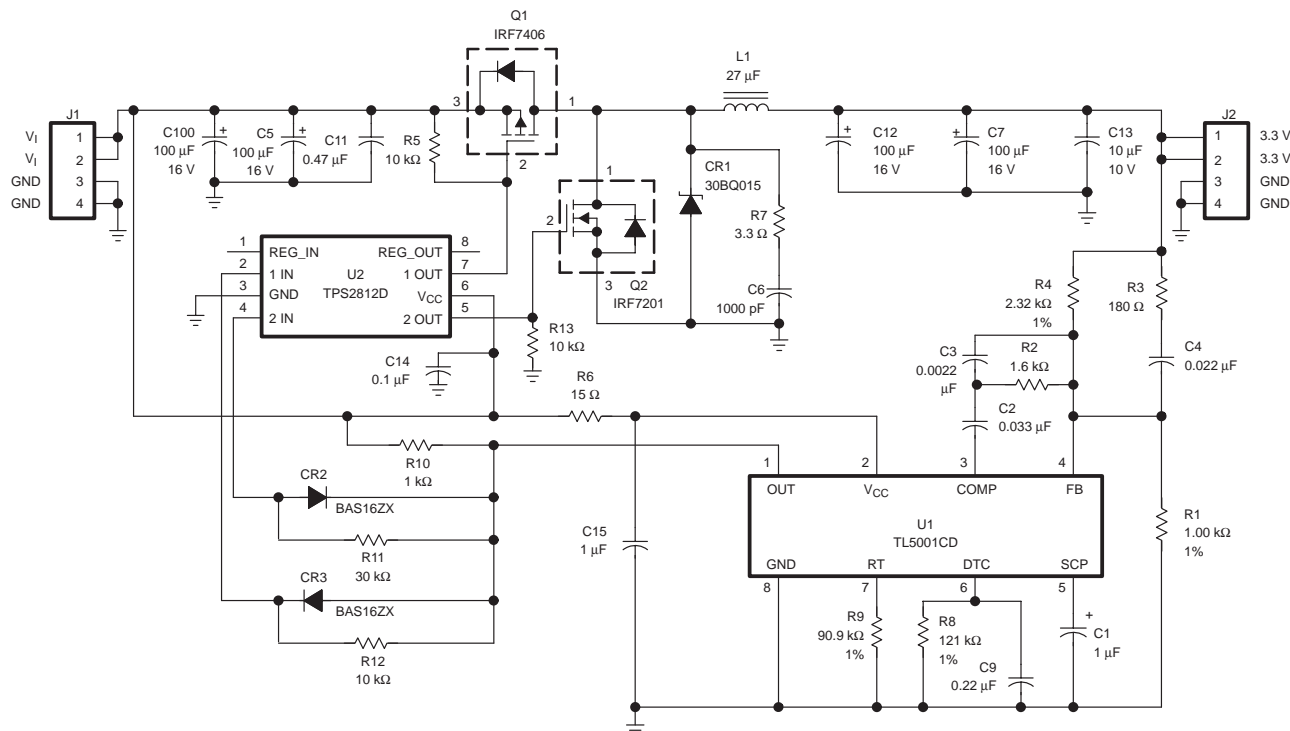 Q1
IRF7406
L1
27 µF
J1
VI
VI
GND
GND
1
2
3
4
C100
100 µF
16 V
+
C5
100 µF
16 V
+
C11
0.47 µF
R5
10 kΩ
3
1
2
1
2
3
Q2
IRF7201
CR1
30BQ015
R7
3.3 Ω
C6
1000 pF
+
C12
100 µF
16 V
+
C7
100 µF
16 V
C13
10 µF
10 V
J2
1
2
3
4
3.3 V
3.3 V
GND
GND
1
2
3
4
REG_IN
1 IN
GND
2 IN
U2
TPS2812D
REG_OUT
1 OUT
VCC
2 OUT
8
7
6
5
R13
10 kΩ
C14
0.1 µF
R4
2.32 kΩ
1%
R3
180 Ω
C3
0.0022
µF
R2
1.6 kΩ
C4
0.022 µF
C2
0.033 µF
R6
15 Ω
R10
1 kΩ
CR2
BAS16ZX
R11
30 kΩ
CR3
BAS16ZX
R12
10 kΩ
C15
1 µF
1
2
3
4
OUT
VCC
COMP
FB
U1
TL5001CD
GND
RT
DTC
SCP
8
7
6
5
R1
1.00 kΩ
1%
R9
90.9 kΩ
1%
R8
121 kΩ
1%
C9
0.22 µF
+
C1
1 µF